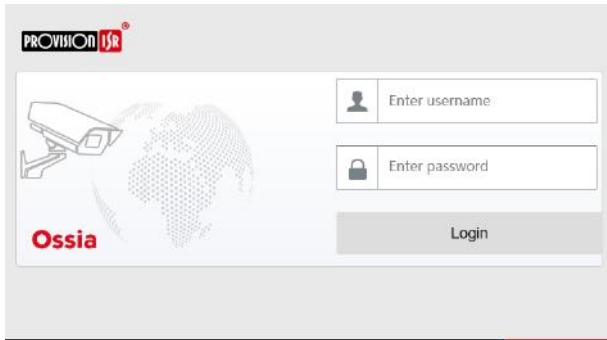 PROVISION ISR®
Enter username
Enter password
Login
Ossia